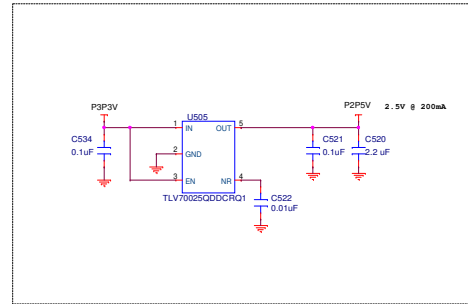 U505
P3P3V
P2P5V
2.5V @ 200mA
1
IN
OUT
5
C534
0.1uF
2
GND
C521
0.1uF
C520
2.2 uF
3
EN
NR
4
TLV70025QDDCRQ1
C522
0.01uF